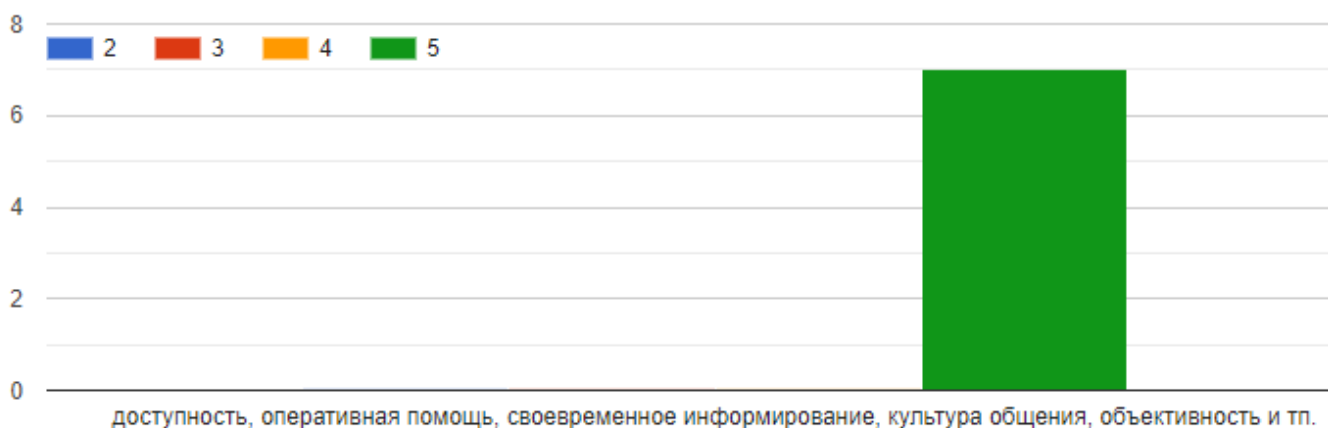 8
2 3 4 5
6
4
2
0
доступность, оперативная помощь, своевременное информирование, культура общения, объективность и тп.